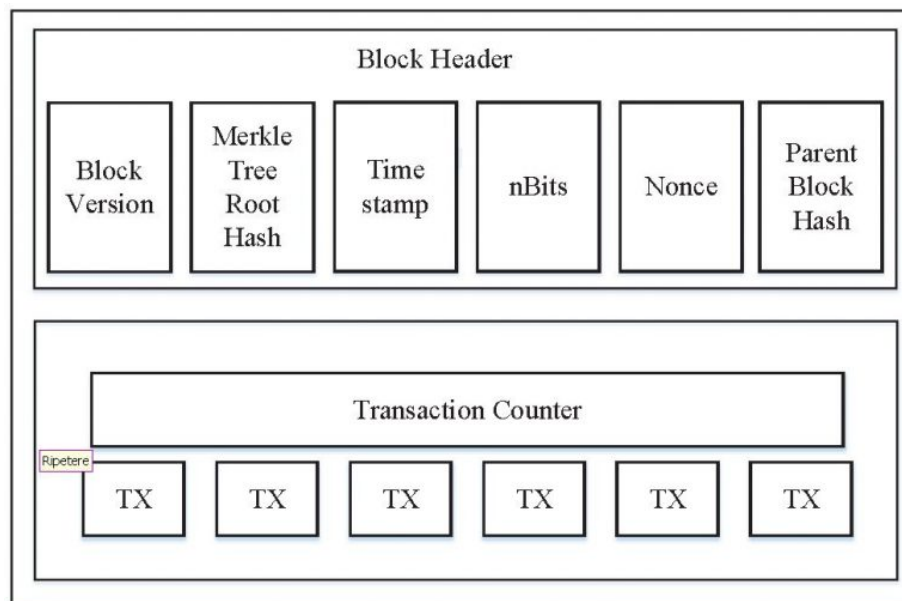 Block Header
Block
Version
Merkle
Tree
Root
Hash
Time
stamp
nBits
Nonce
Parent
Block
Hash
Transaction Counter
Ripetere
TX
TX
TX
TX
TX
TX